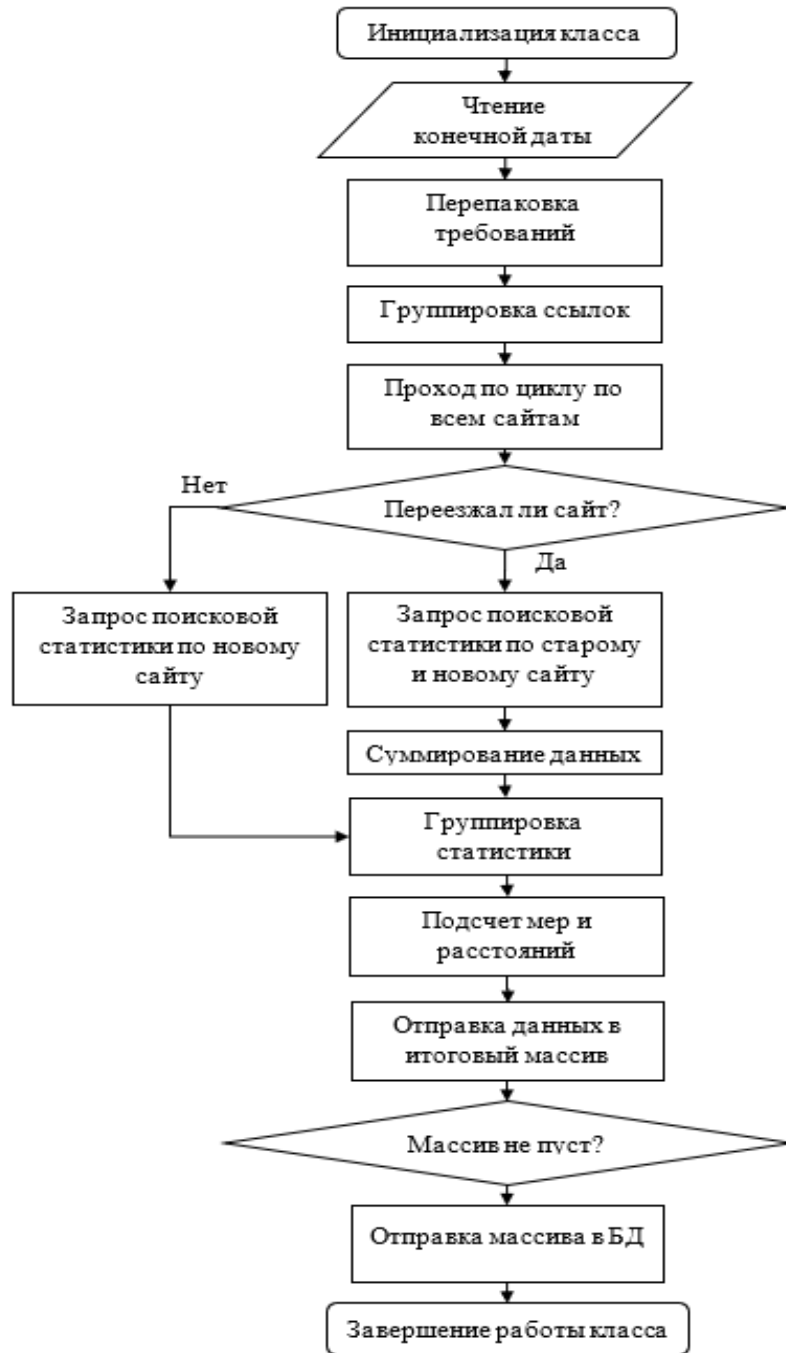 Инициализация класса
Чтение
конечной даты
Перепаковка
требований
Группировка ссылок
Проход по циклу по
всем сайтам
Переезжал ли сайт?
Нет
Да
Запрос поисковой
статистики по новому
сайту
Запрос поисковой
статистики по старому
и новому сайту
Суммирование данных
Группировка
статистики
Подсчет мер и
расстояний
Отправка данных в
итоговый массив
Массив не пуст?
Отправка массива в БД
Завершение работы класса